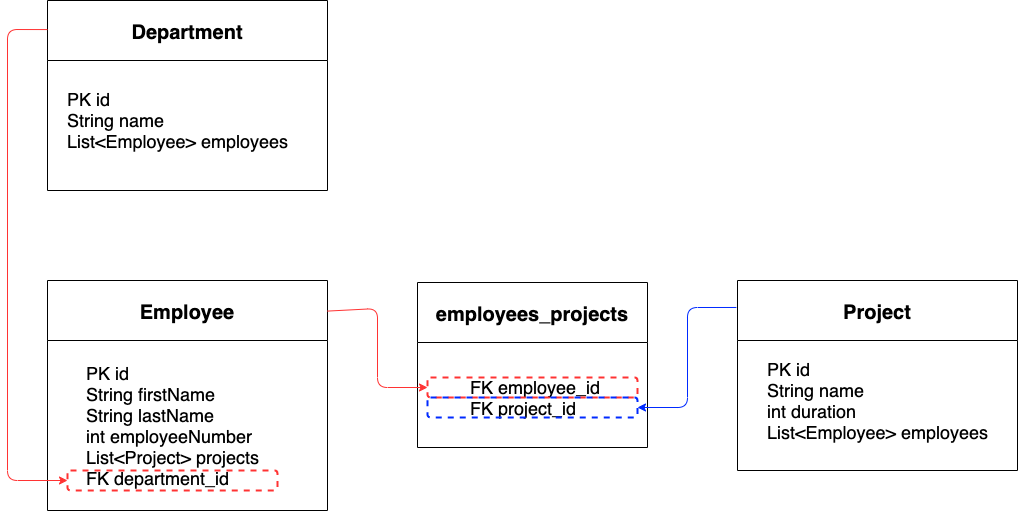 Department
PK id
String name
List<Employee> employees
Employee
PK id
String firstName
String lastName
int employeeNumber
List<Project> projects
FK department_id
employees_projects
FK employee_id
FK project_id
Project
PK id
String name
int duration
List<Employee> employees